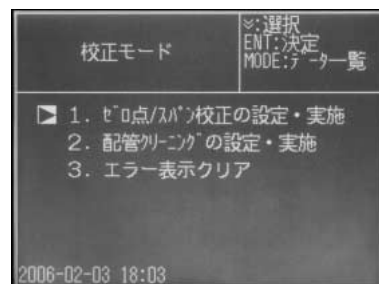 校正モード
≫:選択
ENT:決定
MODE:ﾃﾞｰﾀ一覧
▶ 1. ｾﾞﾛ点/ｽﾊﾟﾝ校正の設定・実施
2. 配管ｸﾘｰﾆﾝｸﾞの設定・実施
3. エラー表示クリア
2006-02-03 18:03